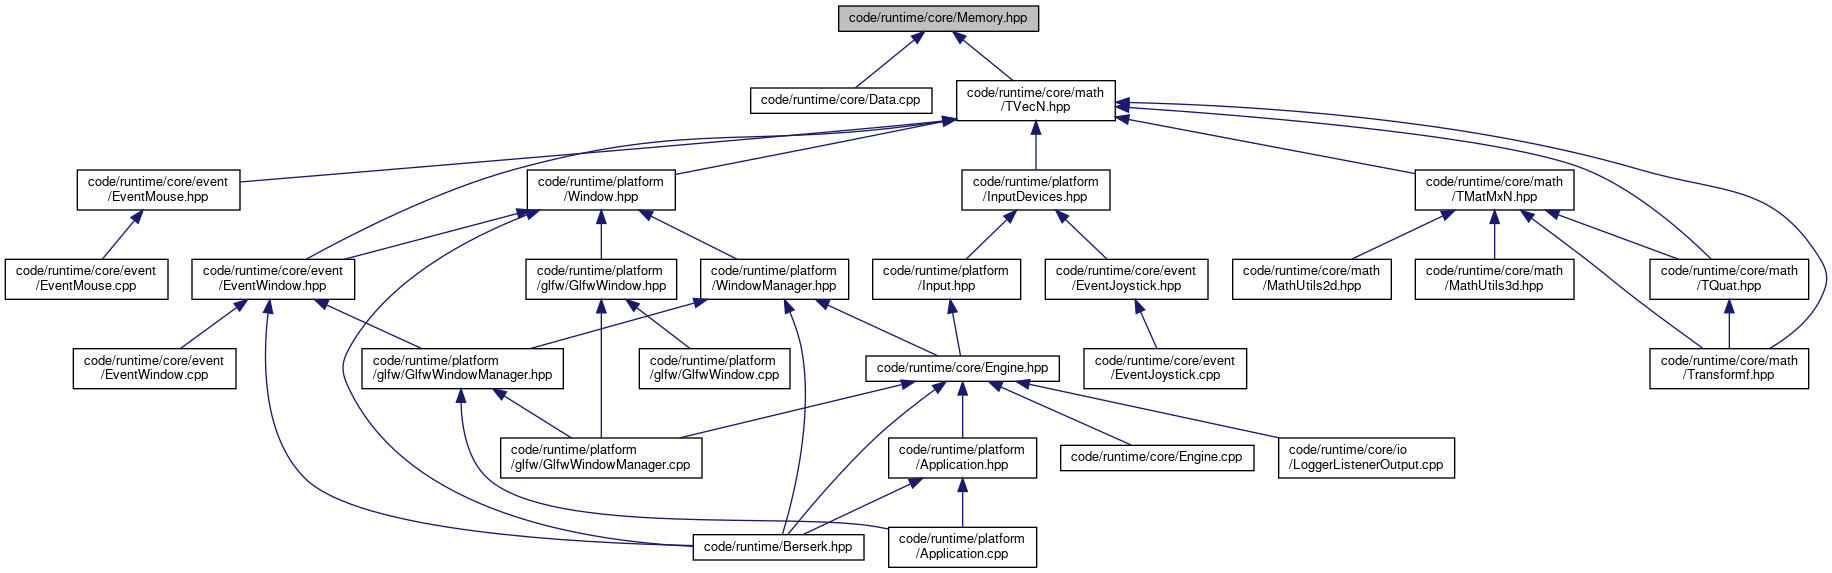 code/runtime/core/Memory.hpp
code/runtime/core/Data.cpp
code/runtime/core/math
/TVecN.hpp
code/runtime/core/event
/EventMouse.hpp
code/runtime/platform
/Window.hpp
code/runtime/platform
/InputDevices.hpp
code/runtime/core/math
/TMatMxN.hpp
code/runtime/core/event
/EventMouse.cpp
code/runtime/core/event
/EventWindow.hpp
code/runtime/platform
/glfw/GlfwWindow.hpp
code/runtime/platform
/WindowManager.hpp
code/runtime/platform
/Input.hpp
code/runtime/core/event
/EventJoystick.hpp
code/runtime/core/math
/MathUtils2d.hpp
code/runtime/core/math
/MathUtils3d.hpp
code/runtime/core/math
/TQuat.hpp
code/runtime/core/event
/EventWindow.cpp
code/runtime/platform
/glfw/GlfwWindowManager.hpp
code/runtime/platform
/glfw/GlfwWindow.cpp
code/runtime/core/Engine.hpp
code/runtime/core/event
/EventJoystick.cpp
code/runtime/core/math
/Transformf.hpp
code/runtime/platform
/glfw/GlfwWindowManager.cpp
code/runtime/platform
/Application.hpp
code/runtime/core/Engine.cpp
code/runtime/core/io
/LoggerListenerOutput.cpp
code/runtime/Berserk.hpp
code/runtime/platform
/Application.cpp